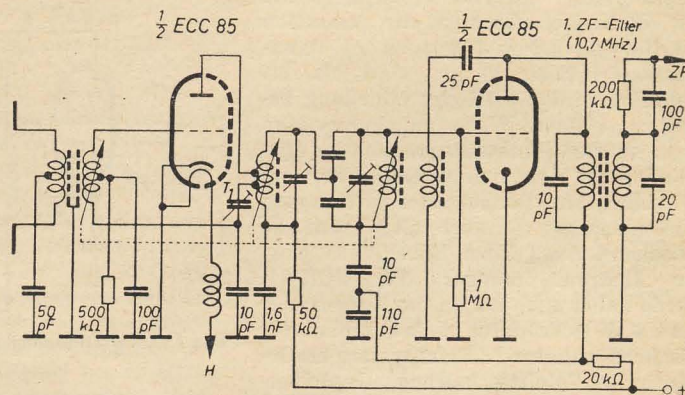 ½ ECC 85
½ ECC 85
1. ZF-Filter
(10,7 MHz)
ZF
25 pF
200
kΩ
100
pF
T₁
10
pF
20
pF
50
pF
500
kΩ
100
pF
10
pF
1,6
nF
50
kΩ
10
pF
110
pF
1
MΩ
H
20 kΩ
+